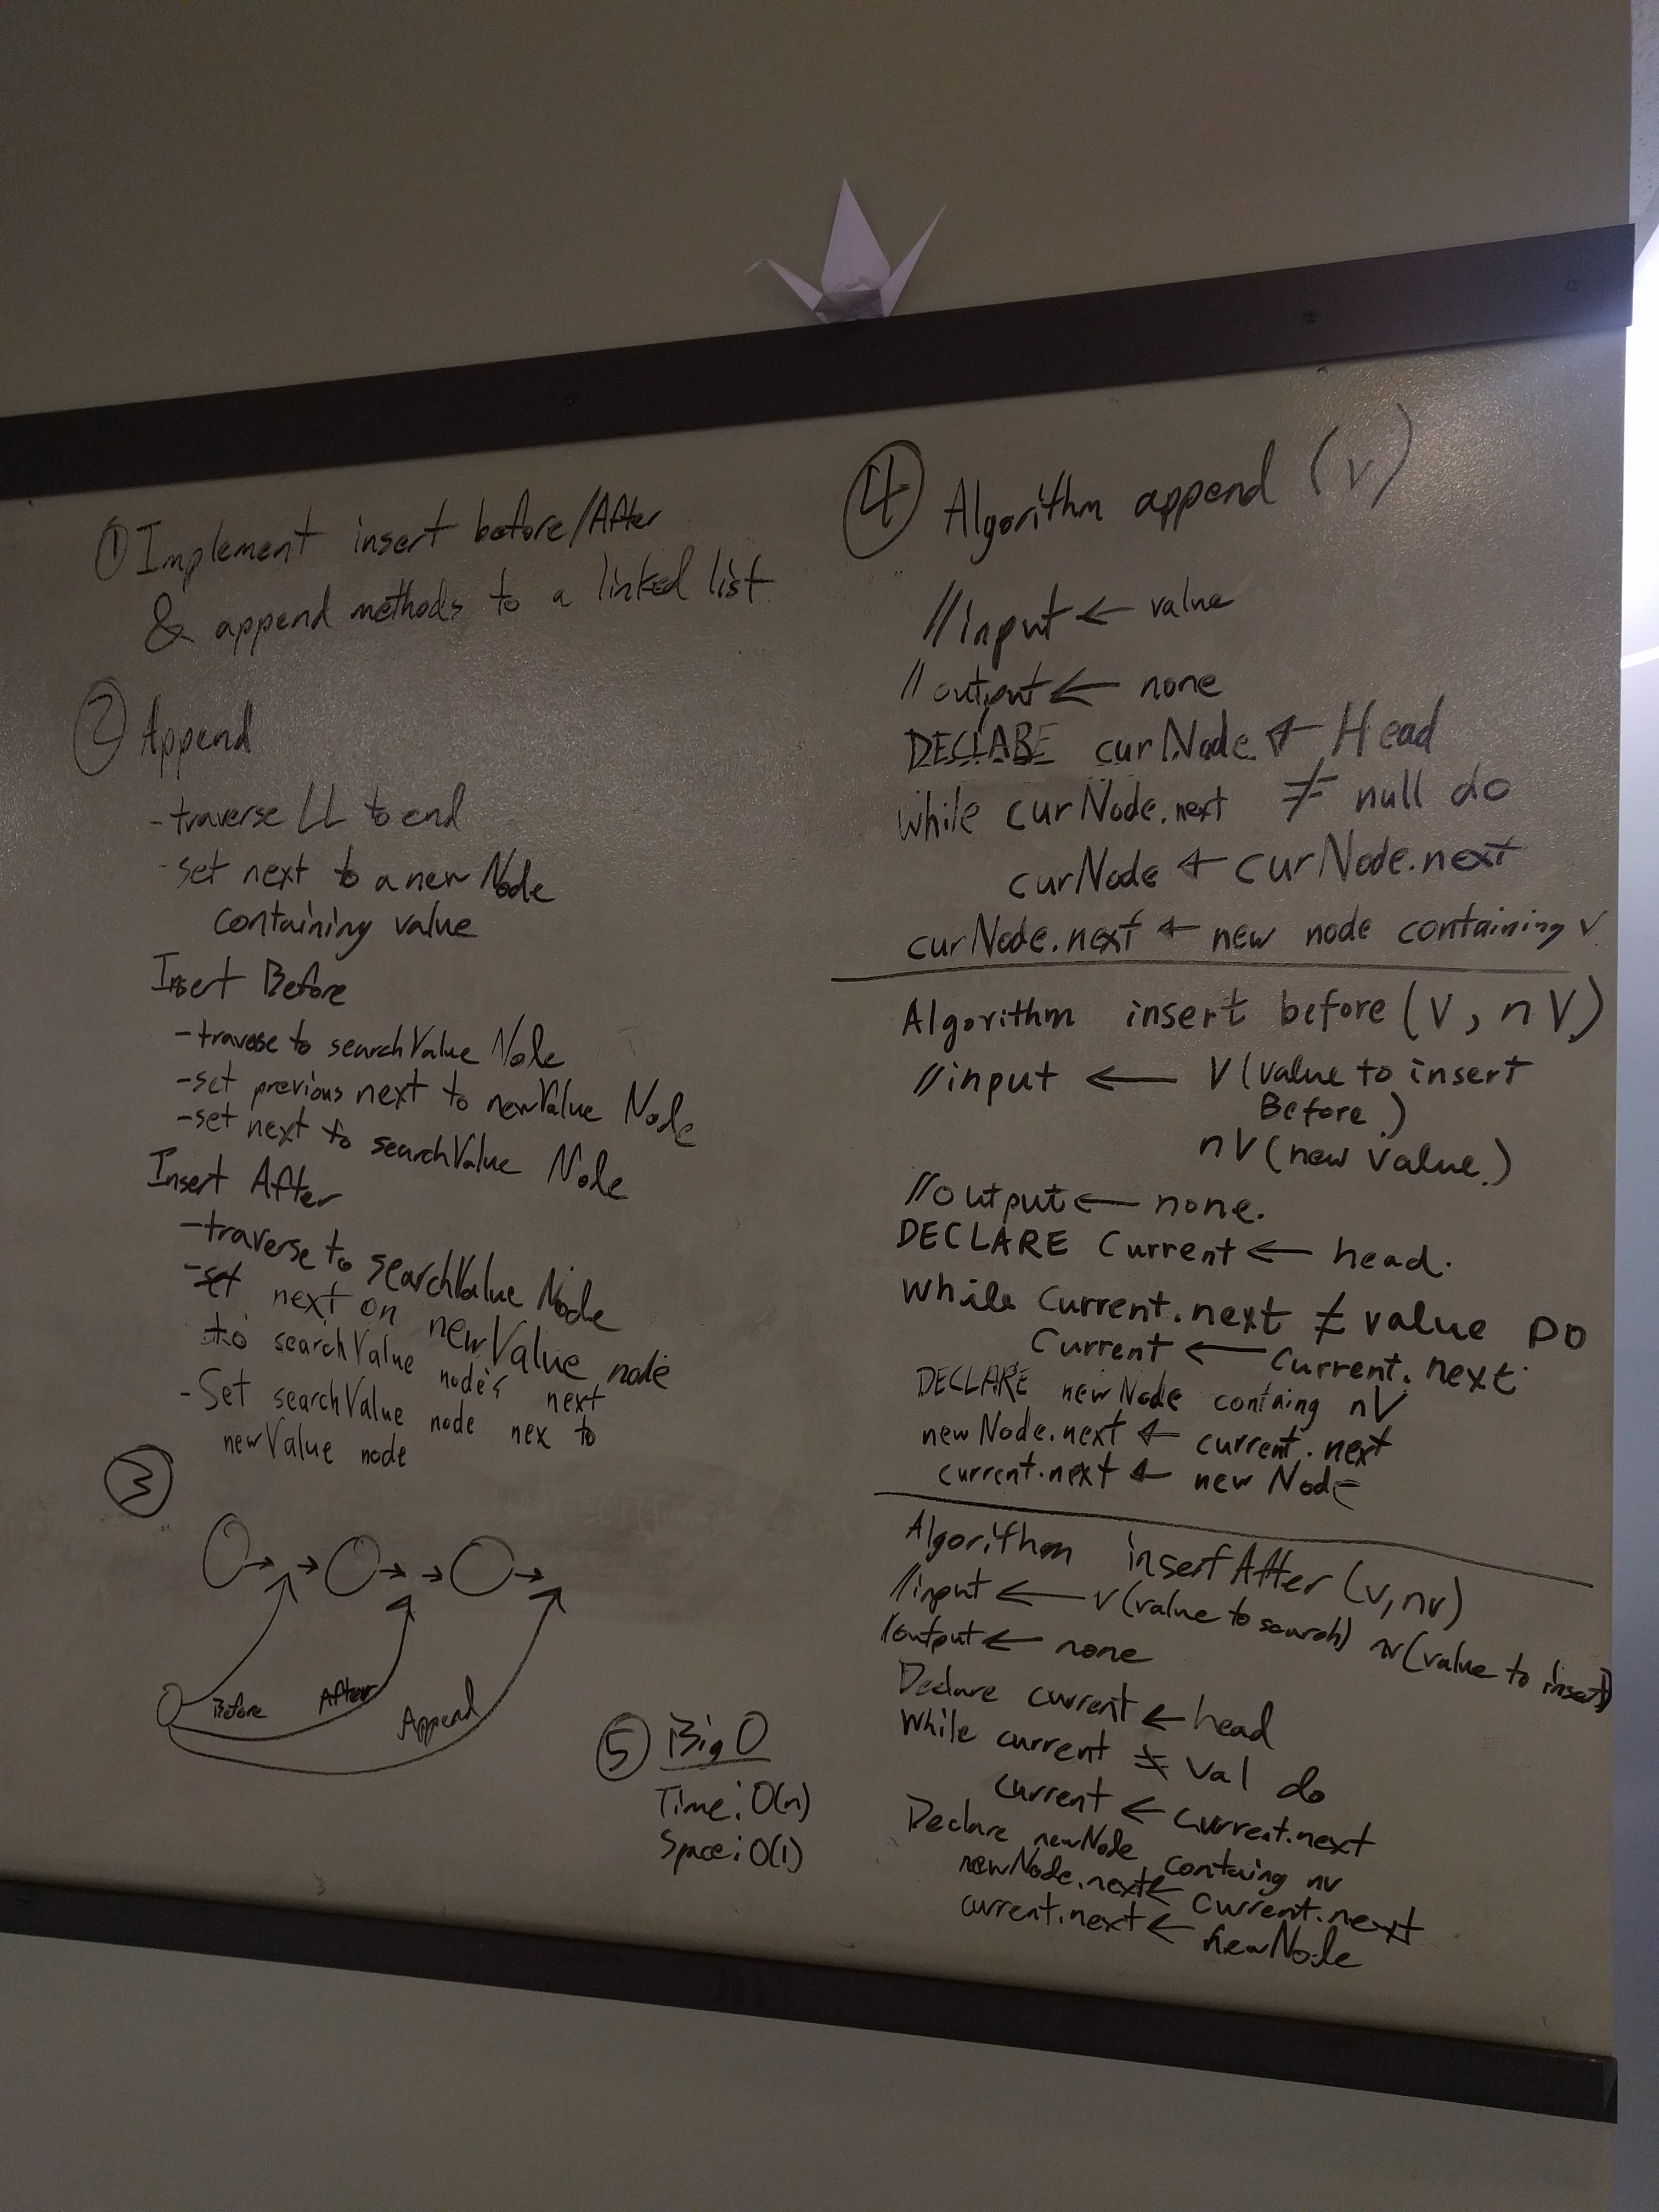 ① Implement insert before/After
& append methods to a linked list
② Append
- traverse LL to end
- set next to a new Node
containing value
Insert Before
- travese to searchValue Node
- set previous next to newValue Node
- set next to searchValue Node
Insert After
- traverse to searchValue Node
- set next on newValue node
to searchValue node's next
- Set searchValue node nex to
newValue node
③
Before After Append
⑤ Big O
Time: O(n)
Space: O(1)
④ Algorithm append (v)
// input ← value
// output ← none
DECLARE curNode ← Head
while curNode.next ≠ null do
curNode ← curNode.next
curNode.next ← new node containing v
Algorithm insert before (V, nV)
// input ← V (value to insert
Before.)
nV (new value.)
// output ← none.
DECLARE Current ← head.
while Current.next ≠ value DO
Current ← Current.next.
DECLARE newNode containg nV
newNode.next ← current.next
current.next ← new Node
Algorithm insertAfter (v, nv)
// input ← v (value to search) nv (value to insert)
// output ← none
Declare current ← head
While current ≠ Val do
current ← current.next
Declare newNode containg nv
newNode.next ← current.next
current.next ← newNode